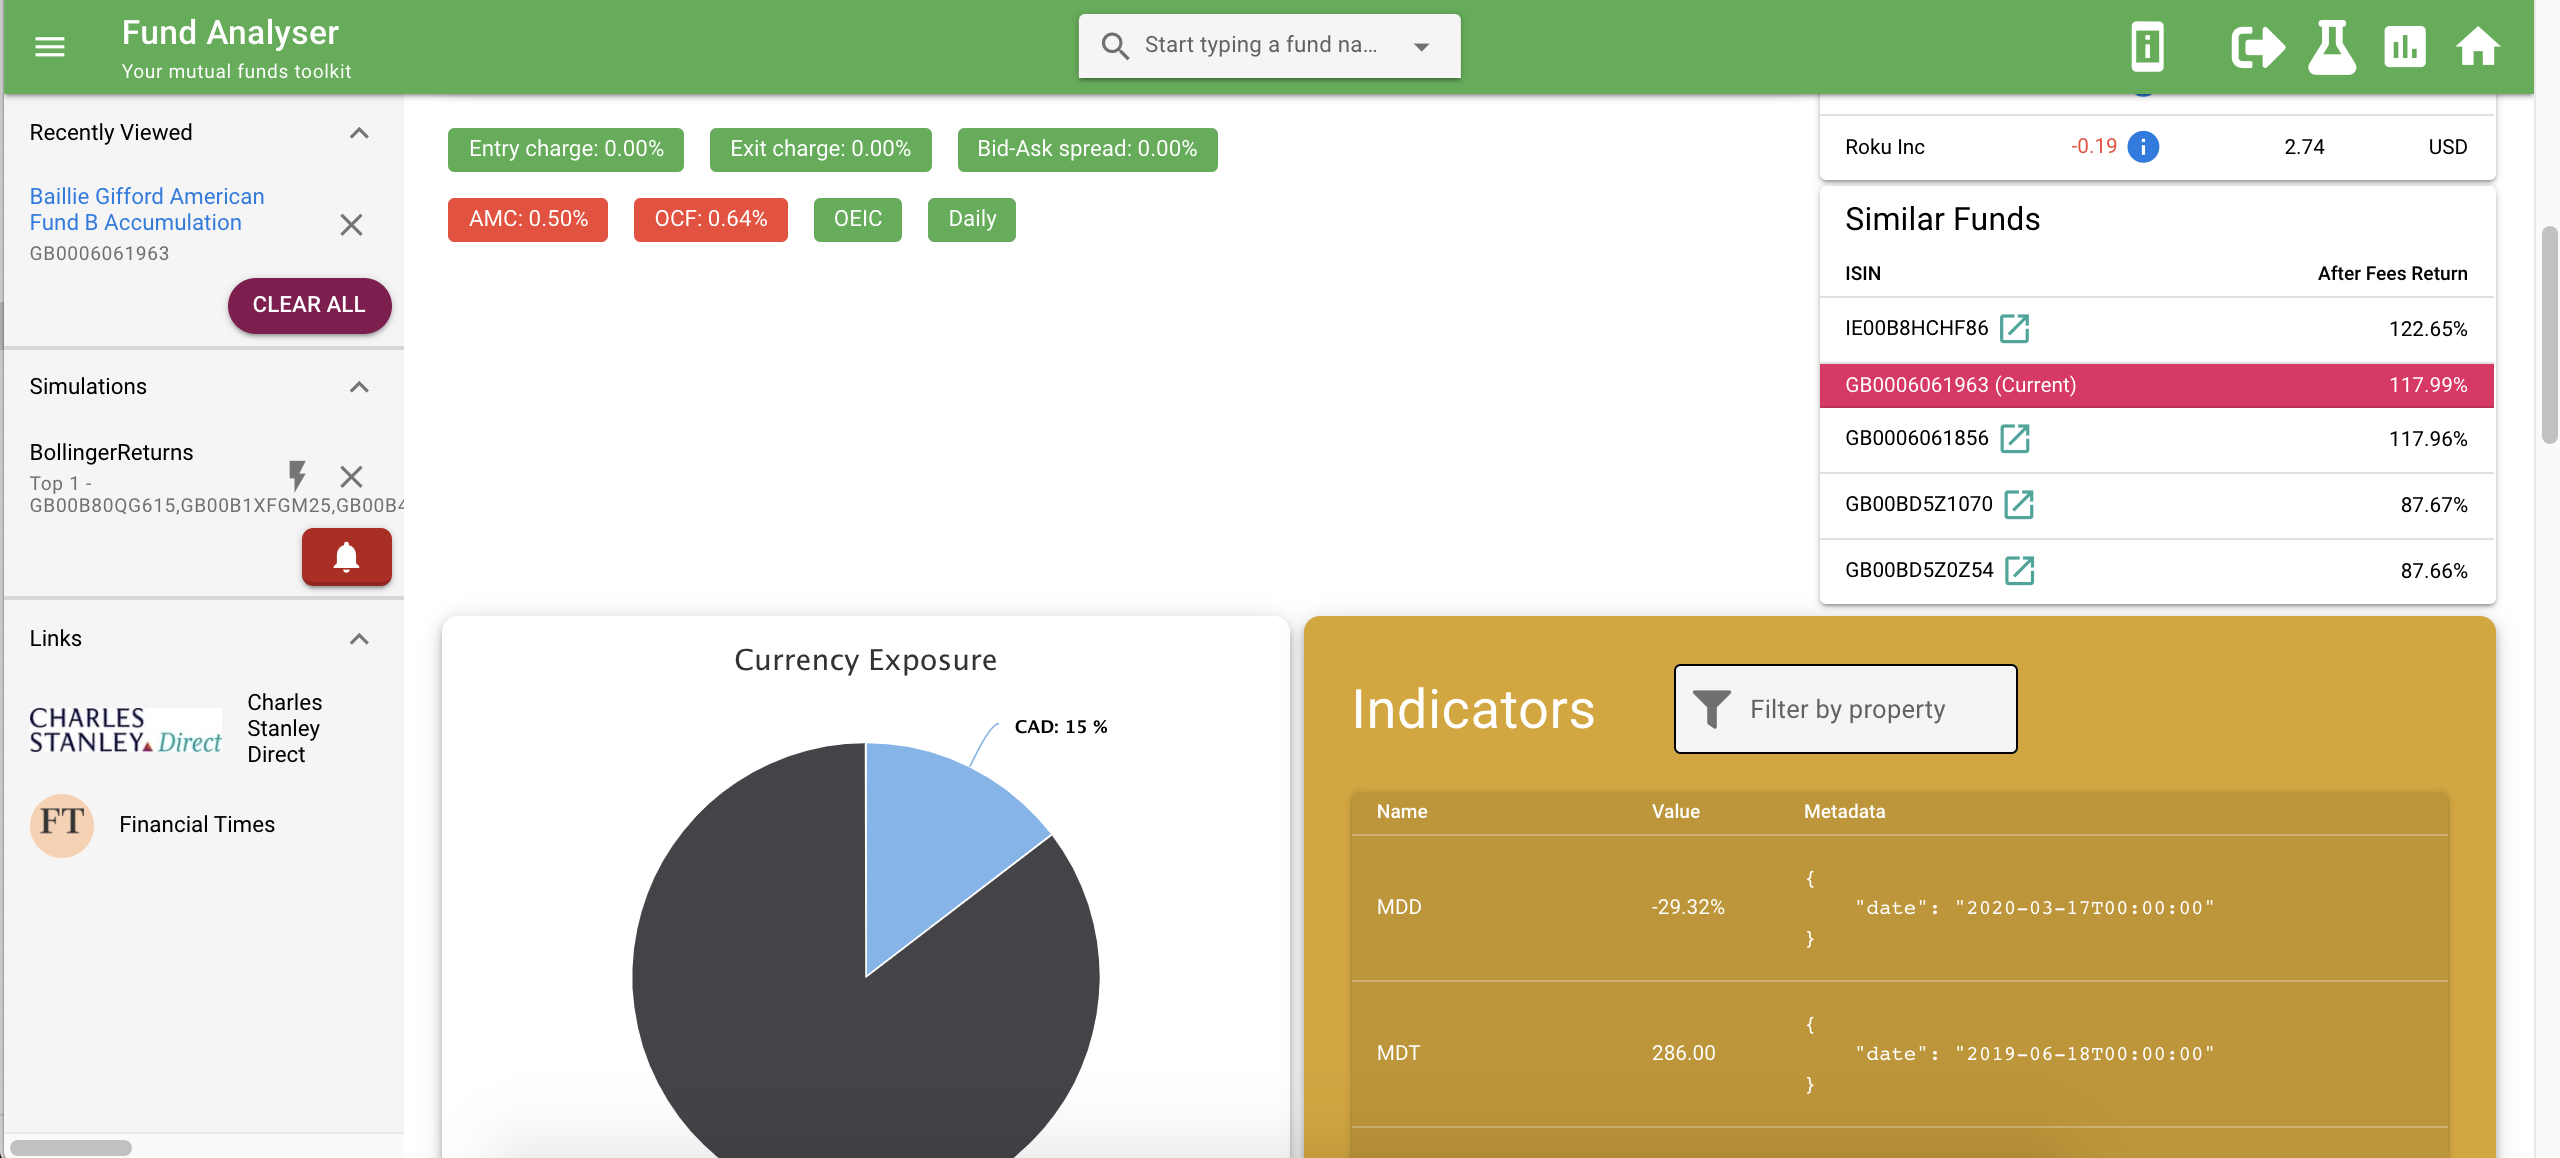 Fund Analyser
Your mutual funds toolkit
Start typing a fund na...
Recently Viewed
Baillie Gifford American
Fund B Accumulation
GB0006061963
CLEAR ALL
Simulations
BollingerReturns
Top 1 -
GB00B80QG615,GB00B1XFGM25,GB00B4
Links
CHARLES
STANLEY Direct
Charles
Stanley
Direct
FT
Financial Times
Entry charge: 0.00%
Exit charge: 0.00%
Bid-Ask spread: 0.00%
AMC: 0.50%
OCF: 0.64%
OEIC
Daily
Roku Inc -0.19 2.74 USD
Similar Funds
ISIN After Fees Return
IE00B8HCHF86 122.65%
GB0006061963 (Current) 117.99%
GB0006061856 117.96%
GB00BD5Z1070 87.67%
GB00BD5Z0Z54 87.66%
Currency Exposure
CAD: 15 %
Indicators
Filter by property
Name Value Metadata
{
MDD -29.32% "date": "2020-03-17T00:00:00"
}
{
MDT 286.00 "date": "2019-06-18T00:00:00"
}